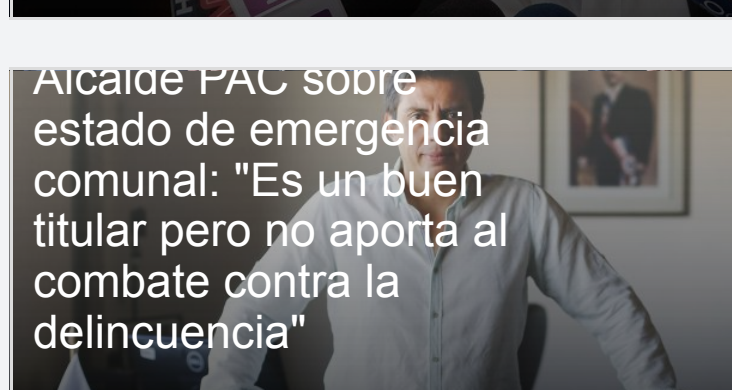 Alcalde PAC sobre
estado de emergencia
comunal: "Es un buen
titular pero no aporta al
combate contra la
delincuencia"